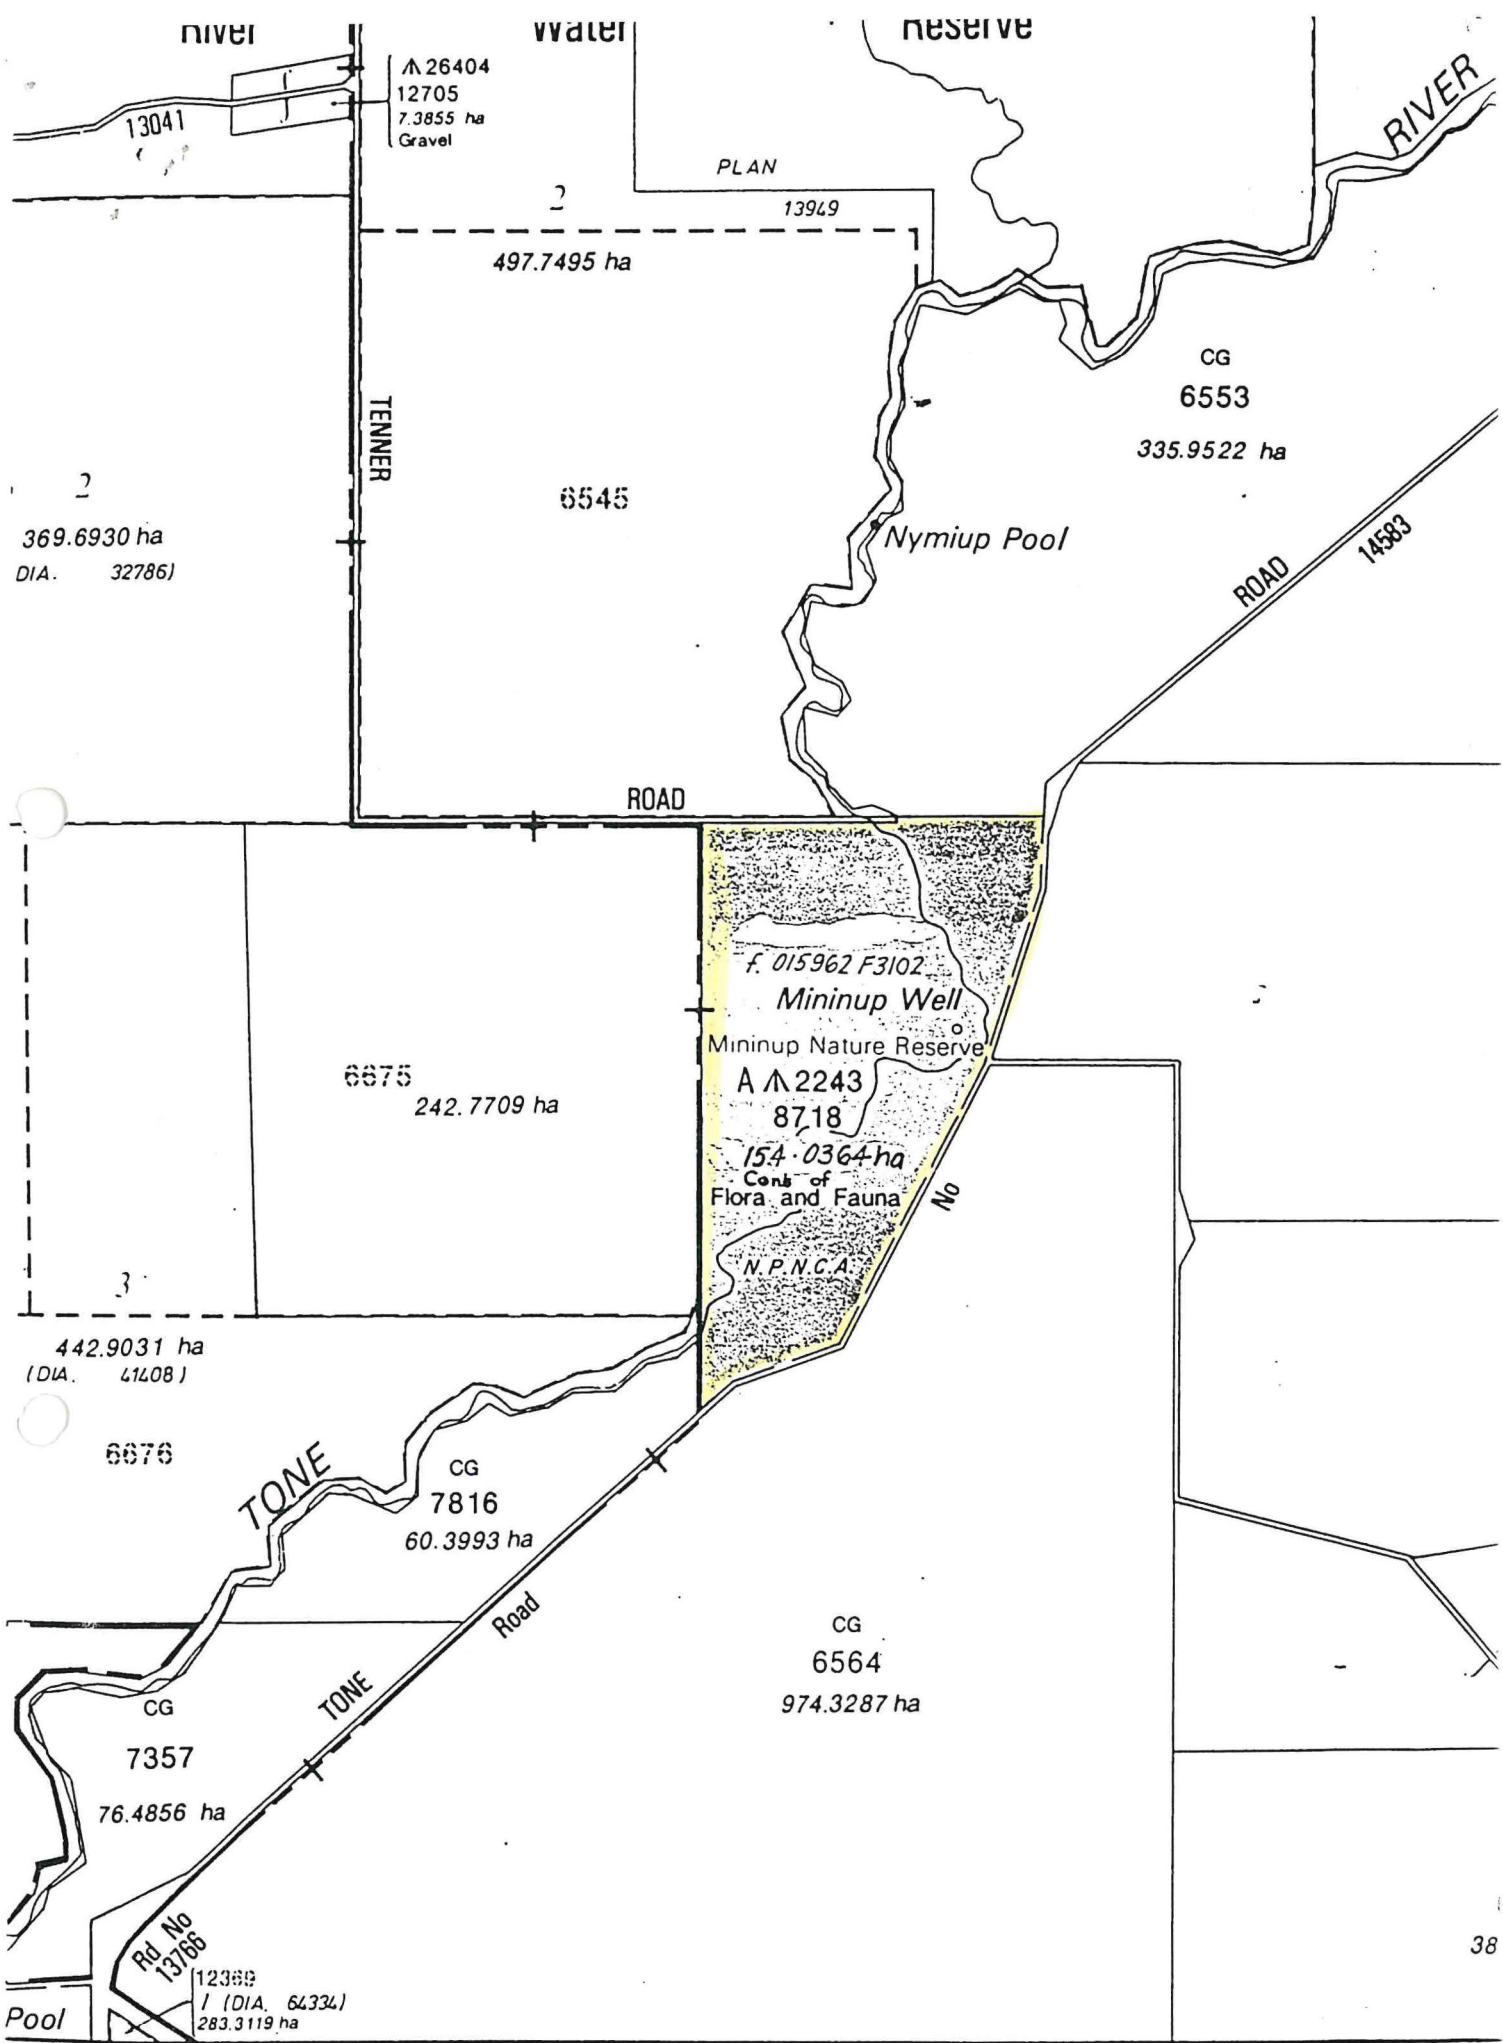 River Water Reserve
⩚26404
12705
7.3855 ha
Gravel
13041
PLAN
13949
2
497.7495 ha
RIVER
CG
6553
335.9522 ha
TENNER
2
369.6930 ha
DIA. 32786)
6545
Nymiup Pool
ROAD
14583
ROAD
f. 015962 F3102
Mininup Well
Mininup Nature Reserve
A ⩚ 2243
8718
154.0364 ha
Cons of
Flora and Fauna
N.P.N.C.A.
No
6675
242.7709 ha
3
442.9031 ha
(DIA. 41408)
6676
TONE
CG
7816
60.3993 ha
Road
TONE
CG
6564
974.3287 ha
CG
7357
76.4856 ha
Rd No
13766
12369
1 (DIA. 64334)
283.3119 ha
Pool
38